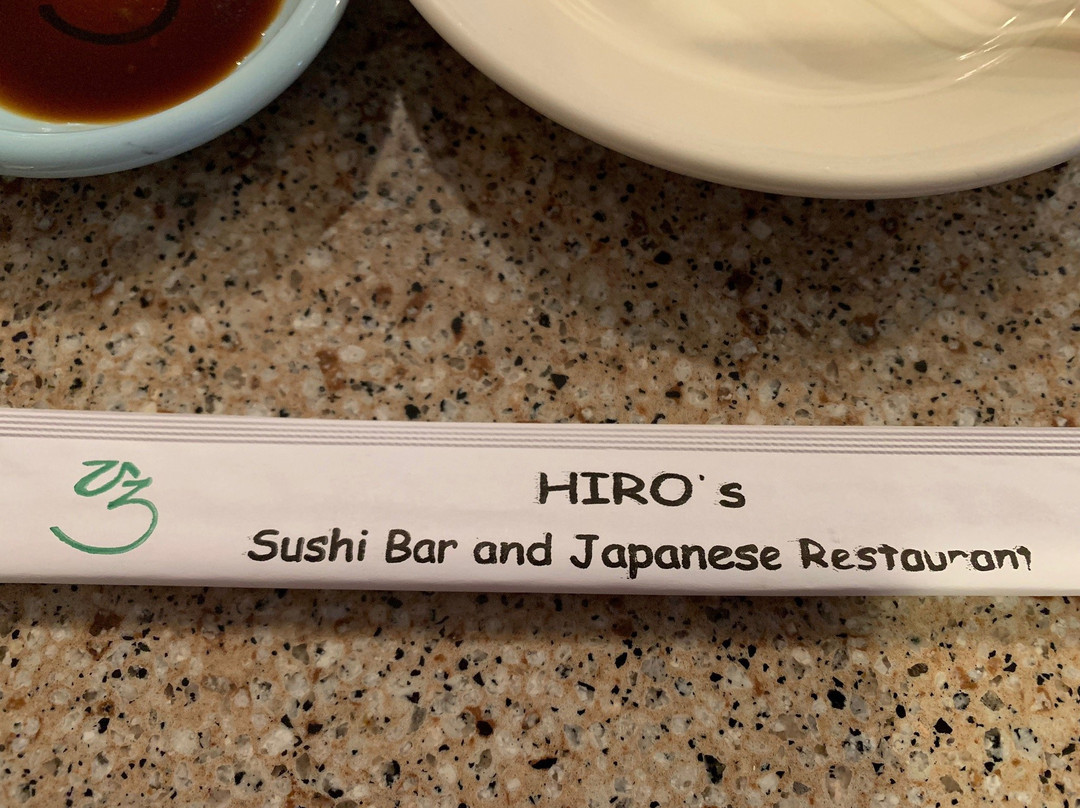 ひろ
HIRO's
Sushi Bar and Japanese Restaurant